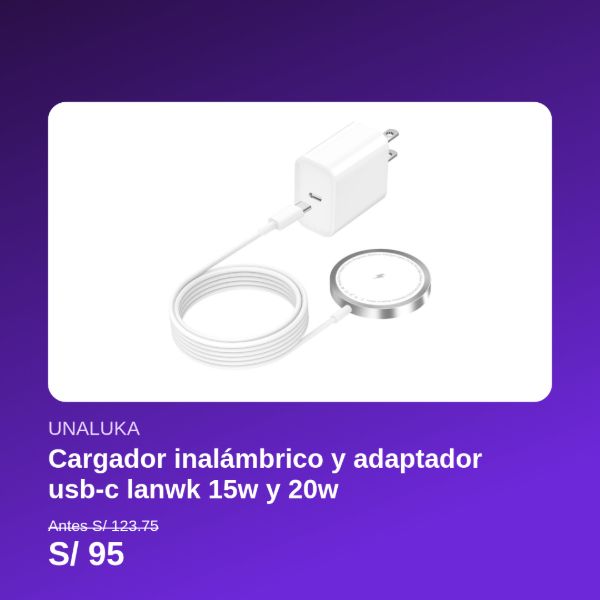 UNALUKA
Cargador inalámbrico y adaptador
usb-c lanwk 15w y 20w
Antes S/ 123.75
S/ 95